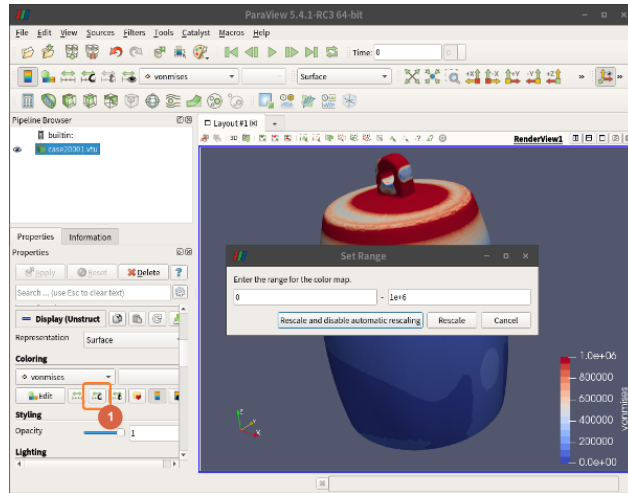 ParaView 5.4.1-RC3 64-bit
File Edit View Sources Filters Tools Catalyst Macros Help
Time: 0
vonmises
Surface
+X -X +Y -Y +Z
Pipeline Browser
builtin:
case20001.vtu
Layout #1
RenderView1
3D
Properties Information
Properties
Apply Reset Delete ?
Search ... (use Esc to clear text)
Display (Unstruct
Representation Surface
Coloring
vonmises
Edit
1
Styling
Opacity 1
Lighting
Set Range
Enter the range for the color map.
0 - 1e+6
Rescale and disable automatic rescaling Rescale Cancel
1.0e+06
800000
600000
400000
200000
0.0e+00
vonmises
Z
Y
X